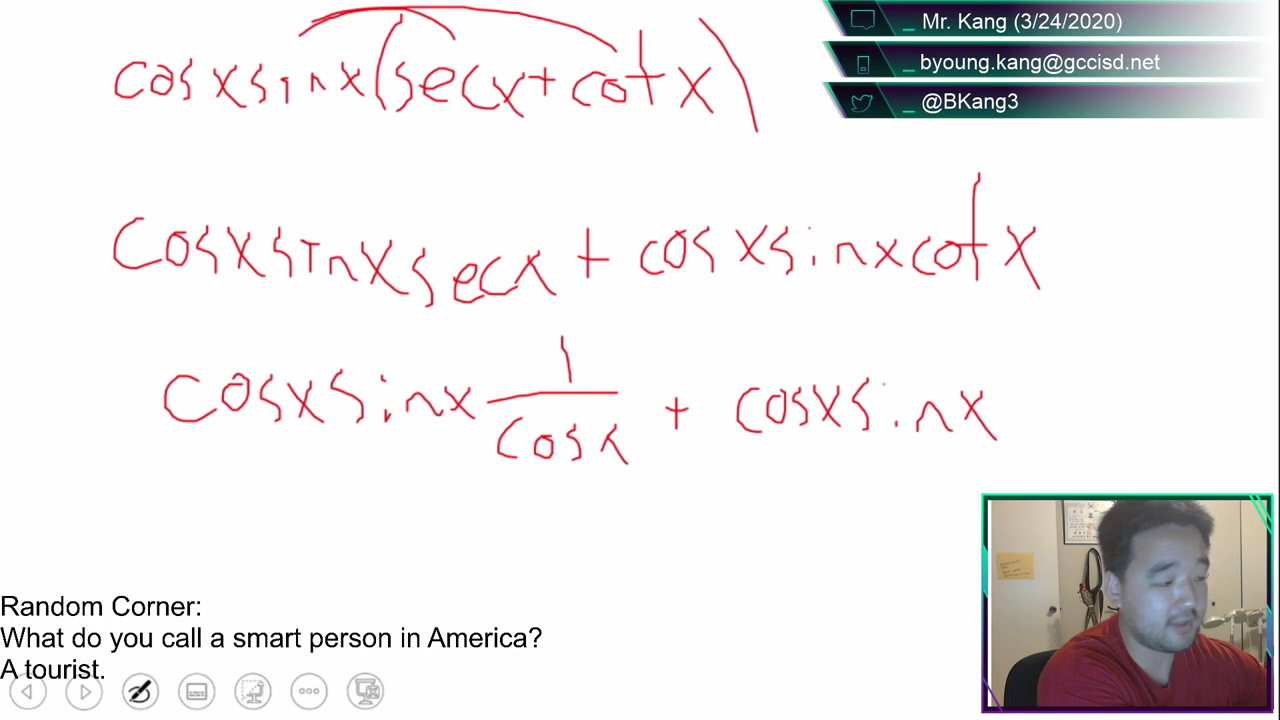 cosxsinx(secx+cotx)
_ Mr. Kang (3/24/2020)
_ byoung.kang@gccisd.net
_ @BKang3
cosxsinxsecx + cosxsinxcotx
cosxsinx 1/cosx + cosxsinx
Random Corner:
What do you call a smart person in America?
A tourist.